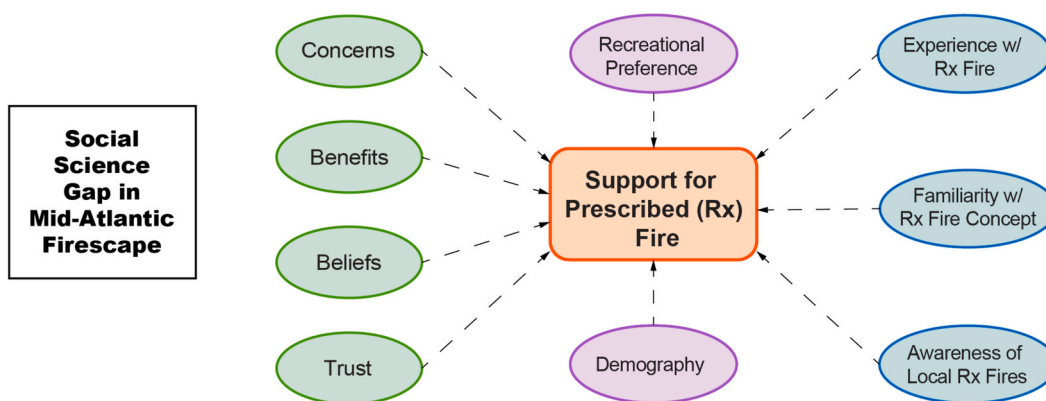 Social
Science
Gap in
Mid-Atlantic
Firescape
Concerns
Benefits
Beliefs
Trust
Recreational
Preference
Support for
Prescribed (Rx)
Fire
Demography
Experience w/
Rx Fire
Familiarity w/
Rx Fire Concept
Awareness of
Local Rx Fires